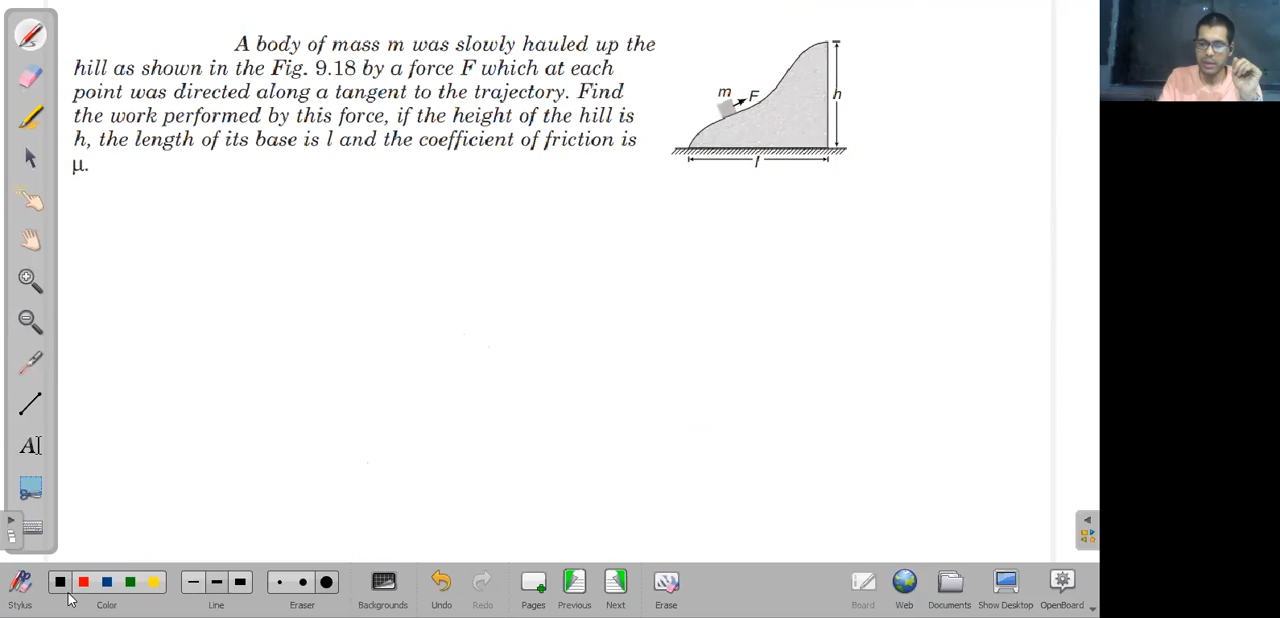 A body of mass m was slowly hauled up the
hill as shown in the Fig. 9.18 by a force F which at each
point was directed along a tangent to the trajectory. Find
the work performed by this force, if the height of the hill is
h, the length of its base is l and the coefficient of friction is
μ.
m
F
h
l
A
Stylus
Color
Line
Eraser
Backgrounds
Undo
Redo
Pages
Previous
Next
Erase
Board
Web
Documents
Show Desktop
OpenBoard